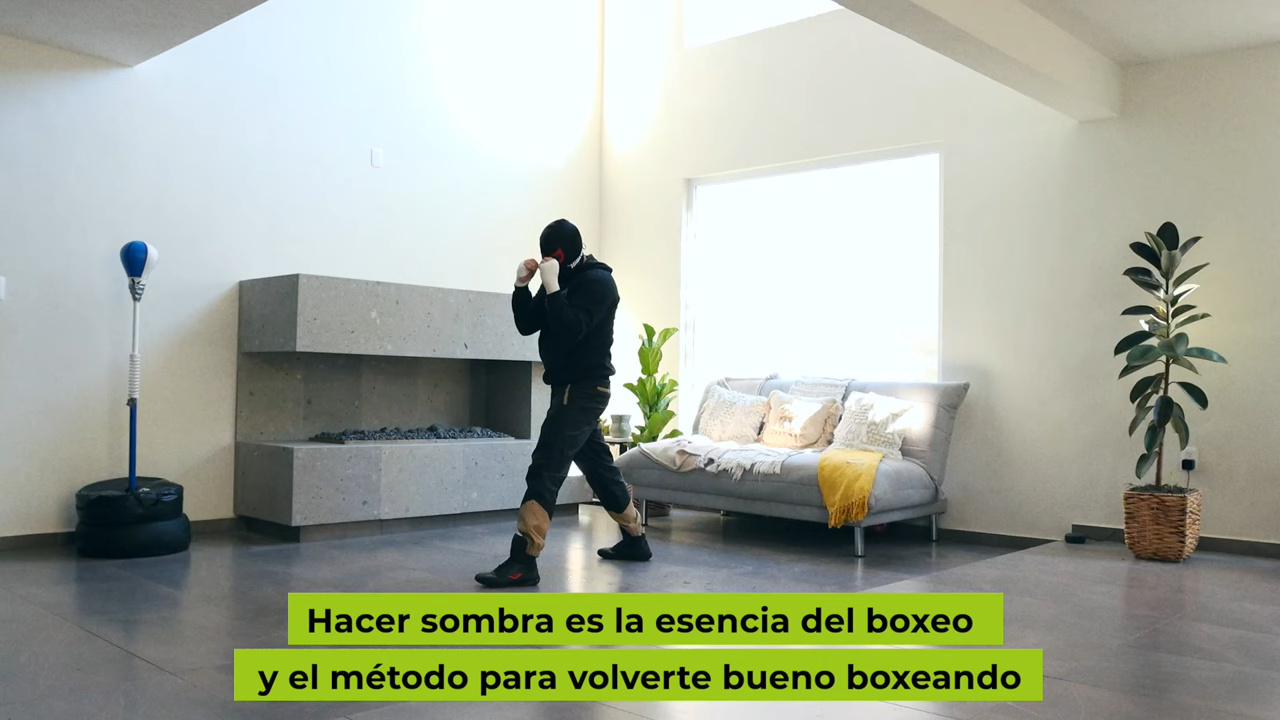 Hacer sombra es la esencia del boxeo
y el método para volverte bueno boxeando